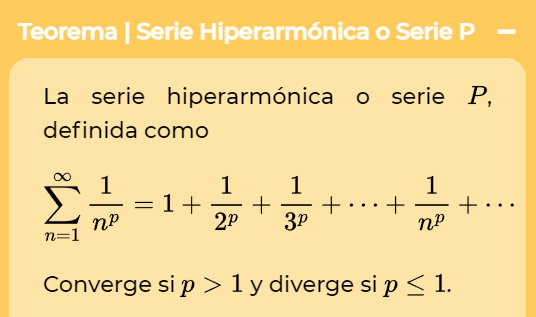 Teorema | Serie Hiperarmónica o Serie P −
La serie hiperarmónica o serie P,
definida como
\sum_{n=1}^{\infty} \frac{1}{n^p} = 1 + \frac{1}{2^p} + \frac{1}{3^p} + \cdots + \frac{1}{n^p} + \cdots
Converge si p > 1 y diverge si p ≤ 1.